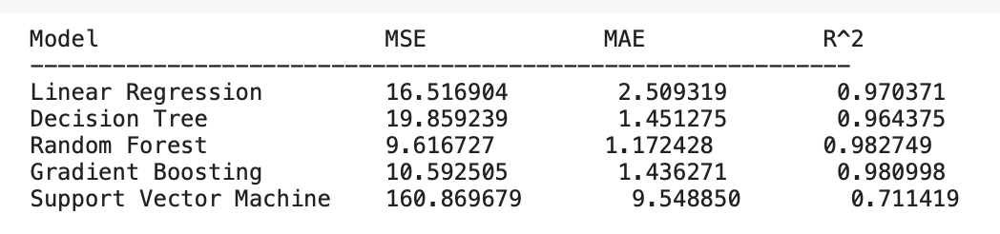 Model MSE MAE R^2
------------------------------------------------------------
Linear Regression 16.516904 2.509319 0.970371
Decision Tree 19.859239 1.451275 0.964375
Random Forest 9.616727 1.172428 0.982749
Gradient Boosting 10.592505 1.436271 0.980998
Support Vector Machine 160.869679 9.548850 0.711419